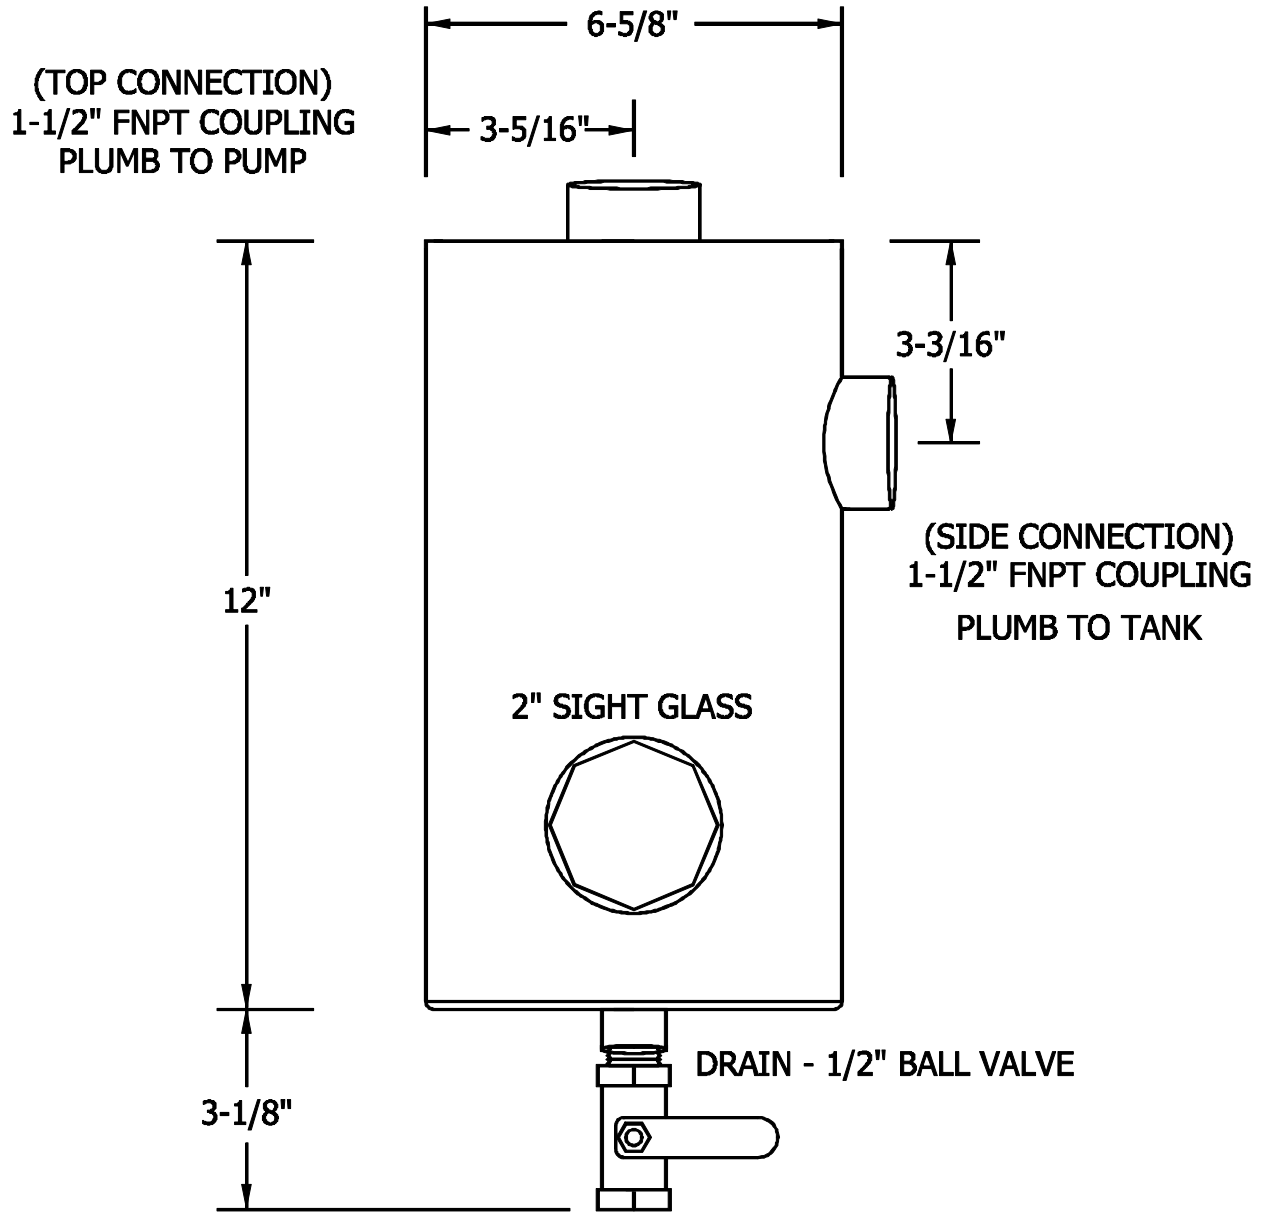 6-5/8"
(TOP CONNECTION)
1-1/2" FNPT COUPLING
PLUMB TO PUMP
3-5/16"
3-3/16"
(SIDE CONNECTION)
1-1/2" FNPT COUPLING
PLUMB TO TANK
12"
2" SIGHT GLASS
DRAIN - 1/2" BALL VALVE
3-1/8"